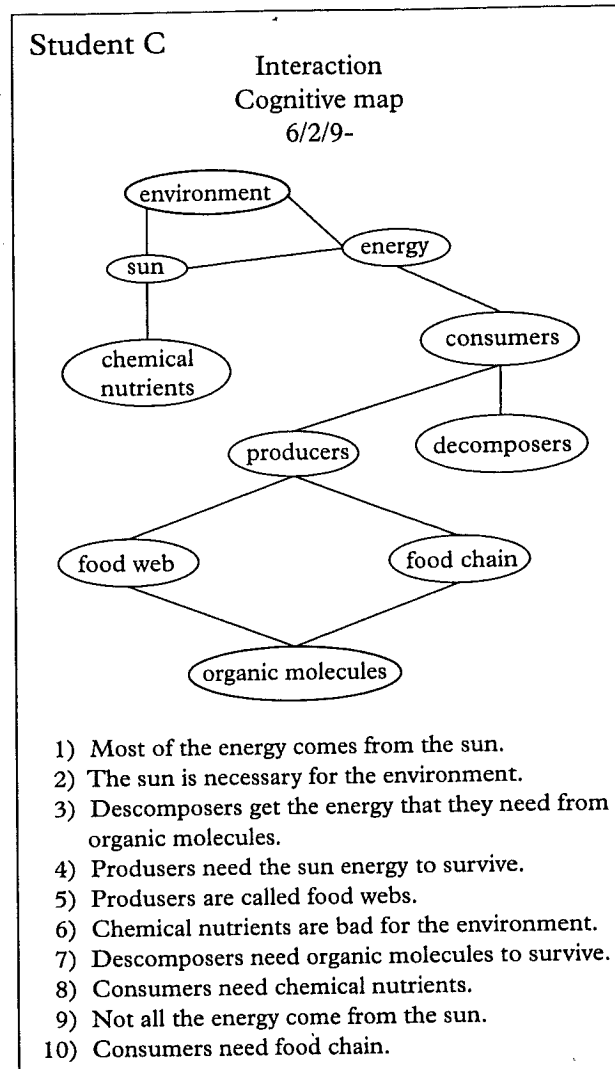 Student C
Interaction
Cognitive map
6/2/9-
environment
energy
sun
consumers
chemical
nutrients
producers
decomposers
food web
food chain
organic molecules
1) Most of the energy comes from the sun.
2) The sun is necessary for the environment.
3) Descomposers get the energy that they need from
organic molecules.
4) Produsers need the sun energy to survive.
5) Produsers are called food webs.
6) Chemical nutrients are bad for the environment.
7) Descomposers need organic molecules to survive.
8) Consumers need chemical nutrients.
9) Not all the energy come from the sun.
10) Consumers need food chain.